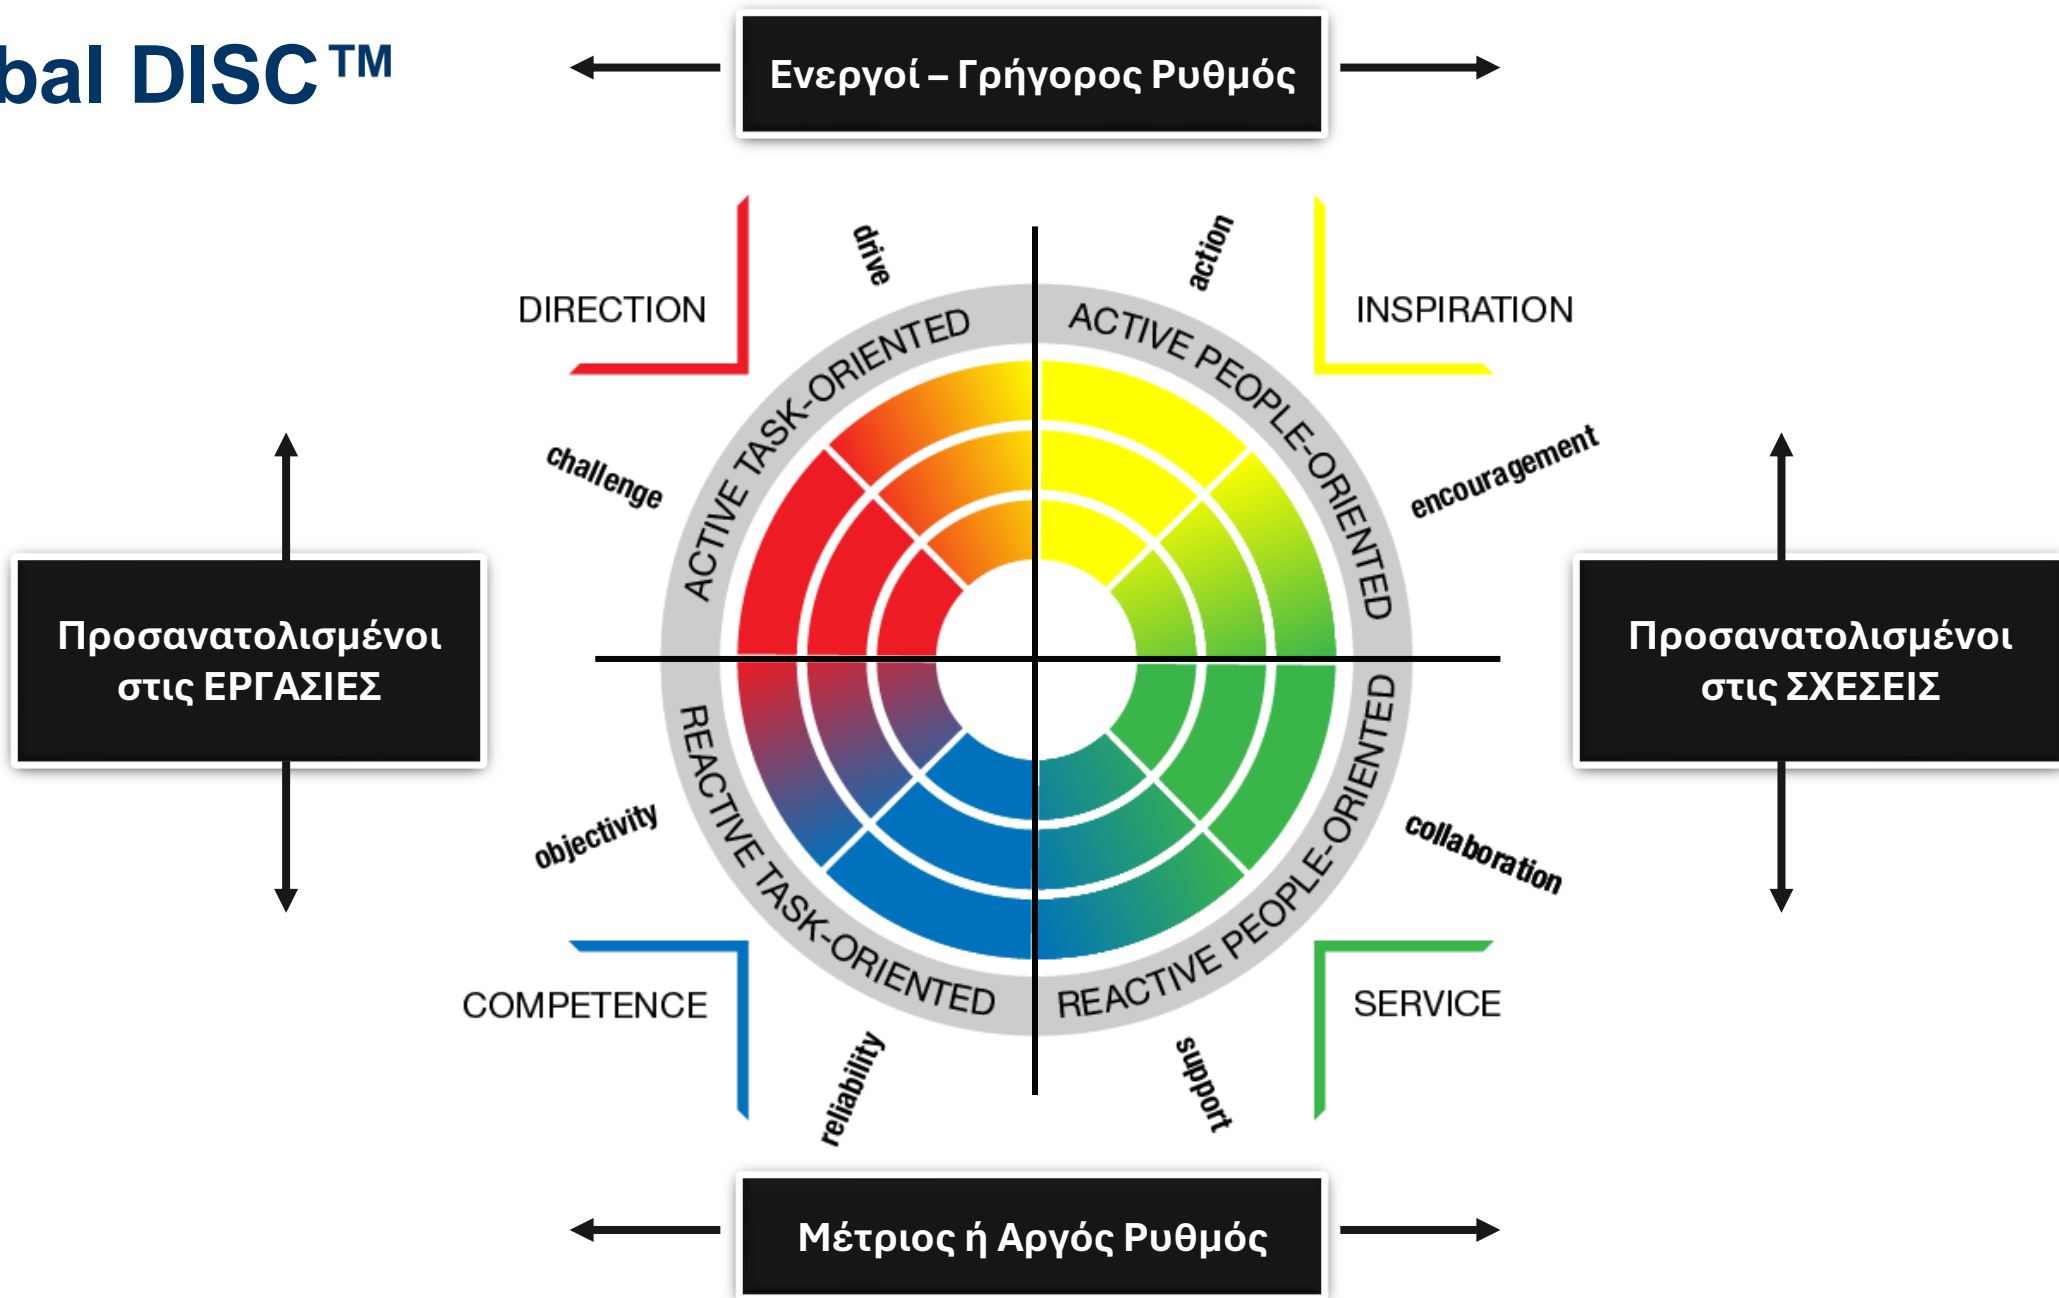 bal DISC™
Ενεργοί – Γρήγορος Ρυθμός
drive
action
DIRECTION
INSPIRATION
ACTIVE TASK-ORIENTED
ACTIVE PEOPLE-ORIENTED
challenge
encouragement
Προσανατολισμένοι
στις ΕΡΓΑΣΙΕΣ
Προσανατολισμένοι
στις ΣΧΕΣΕΙΣ
REACTIVE TASK-ORIENTED
REACTIVE PEOPLE-ORIENTED
objectivity
collaboration
COMPETENCE
SERVICE
reliability
support
Μέτριος ή Αργός Ρυθμός